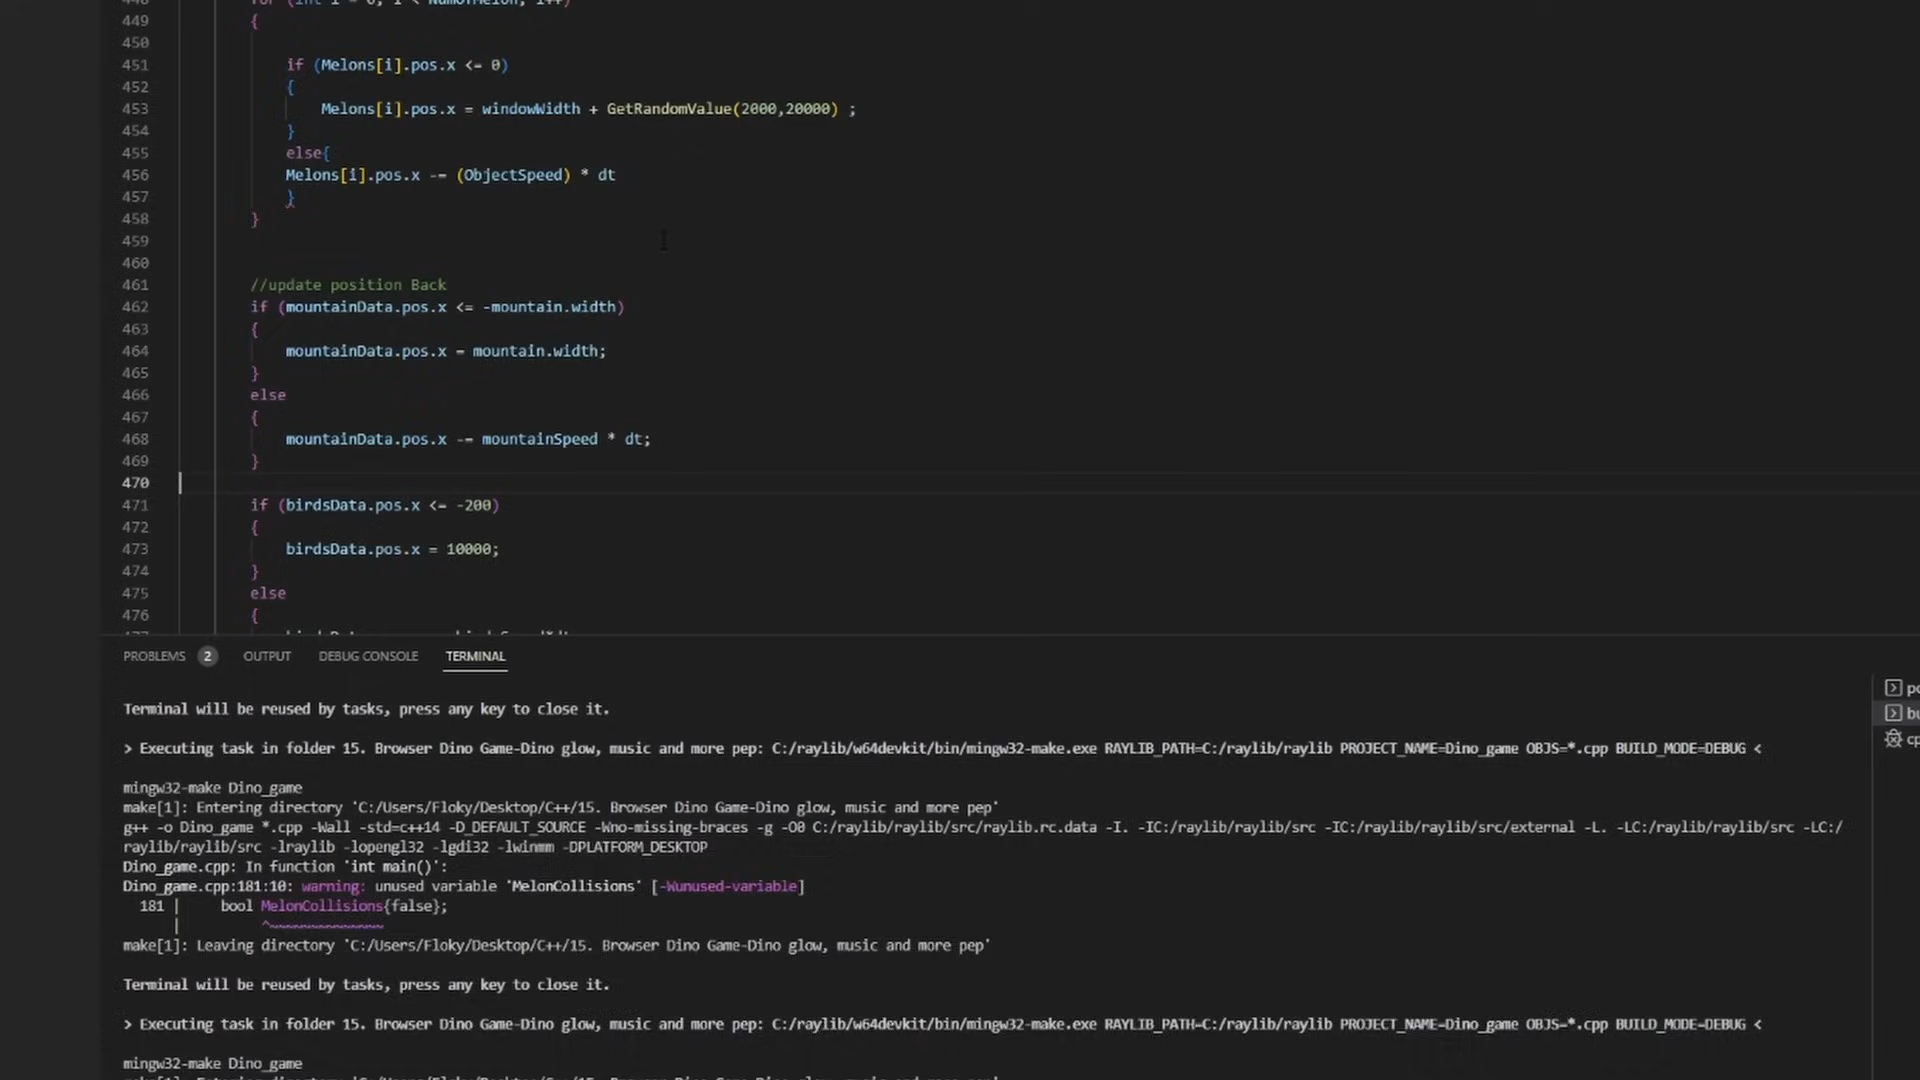 448 for (int i = 0; i < NumOfMelon; i++)
449 {
450
451 if (Melons[i].pos.x <= 0)
452 {
453 Melons[i].pos.x = windowWidth + GetRandomValue(2000,20000) ;
454 }
455 else{
456 Melons[i].pos.x -= (ObjectSpeed) * dt
457 }
458 }
459
460
461 //update position Back
462 if (mountainData.pos.x <= -mountain.width)
463 {
464 mountainData.pos.x = mountain.width;
465 }
466 else
467 {
468 mountainData.pos.x -= mountainSpeed * dt;
469 }
470
471 if (birdsData.pos.x <= -200)
472 {
473 birdsData.pos.x = 10000;
474 }
475 else
476 {
PROBLEMS 2 OUTPUT DEBUG CONSOLE TERMINAL
Terminal will be reused by tasks, press any key to close it.
> Executing task in folder 15. Browser Dino Game-Dino glow, music and more pep: C:/raylib/w64devkit/bin/mingw32-make.exe RAYLIB_PATH=C:/raylib/raylib PROJECT_NAME=Dino_game OBJS=*.cpp BUILD_MODE=DEBUG <
mingw32-make Dino_game
make[1]: Entering directory 'C:/Users/Floky/Desktop/C++/15. Browser Dino Game-Dino glow, music and more pep'
g++ -o Dino_game *.cpp -Wall -std=c++14 -D_DEFAULT_SOURCE -Wno-missing-braces -g -O0 C:/raylib/raylib/src/raylib.rc.data -I. -IC:/raylib/raylib/src -IC:/raylib/raylib/src/external -L. -LC:/raylib/raylib/src -LC:/
raylib/raylib/src -lraylib -lopengl32 -lgdi32 -lwinmm -DPLATFORM_DESKTOP
Dino_game.cpp: In function 'int main()':
Dino_game.cpp:181:10: warning: unused variable 'MelonCollisions' [-Wunused-variable]
181 | bool MelonCollisions{false};
| ^~~~~~~~~~~~~~~
make[1]: Leaving directory 'C:/Users/Floky/Desktop/C++/15. Browser Dino Game-Dino glow, music and more pep'
Terminal will be reused by tasks, press any key to close it.
> Executing task in folder 15. Browser Dino Game-Dino glow, music and more pep: C:/raylib/w64devkit/bin/mingw32-make.exe RAYLIB_PATH=C:/raylib/raylib PROJECT_NAME=Dino_game OBJS=*.cpp BUILD_MODE=DEBUG <
mingw32-make Dino_game